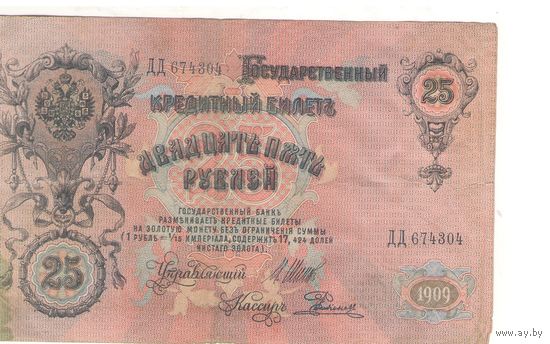 ДД 674304
ГОСУДАРСТВЕННЫЙ
25
КРЕДИТНЫЙ БИЛЕТЪ
ДВАДЦАТЬ ПЯТЬ
РУБЛЕЙ
ГОСУДАРСТВЕННЫЙ БАНКЪ
РАЗМѢНИВАЕТЪ КРЕДИТНЫЕ БИЛЕТЫ
НА ЗОЛОТУЮ МОНЕТУ БЕЗЪ ОГРАНИЧЕНІЯ СУММЫ
(1 РУБЛЬ = 1/15 ИМПЕРІАЛА, СОДЕРЖИТЪ 17,424 ДОЛЕЙ
ЧИСТАГО ЗОЛОТА).
ДД 674304
25
Управляющій
Кассиръ
1909
www.ay.by